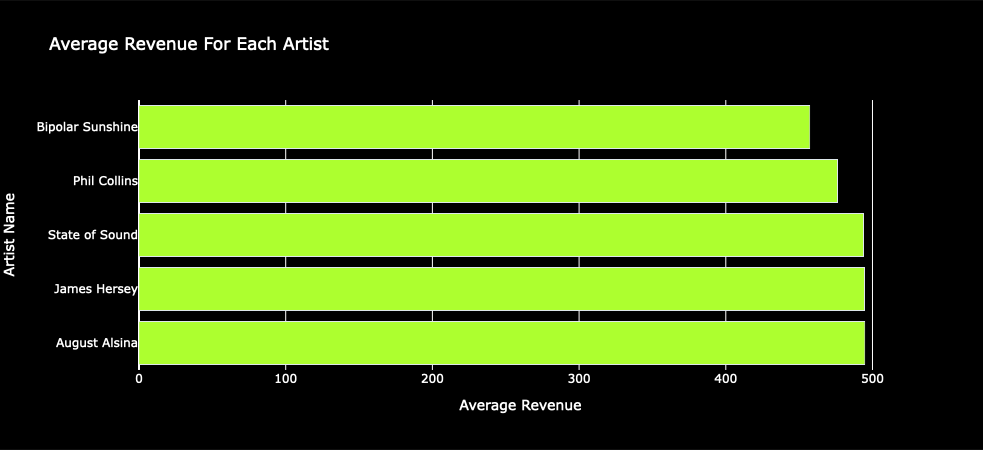 Average Revenue For Each Artist
Artist Name
Bipolar Sunshine
Phil Collins
State of Sound
James Hersey
August Alsina
0 100 200 300 400 500
Average Revenue